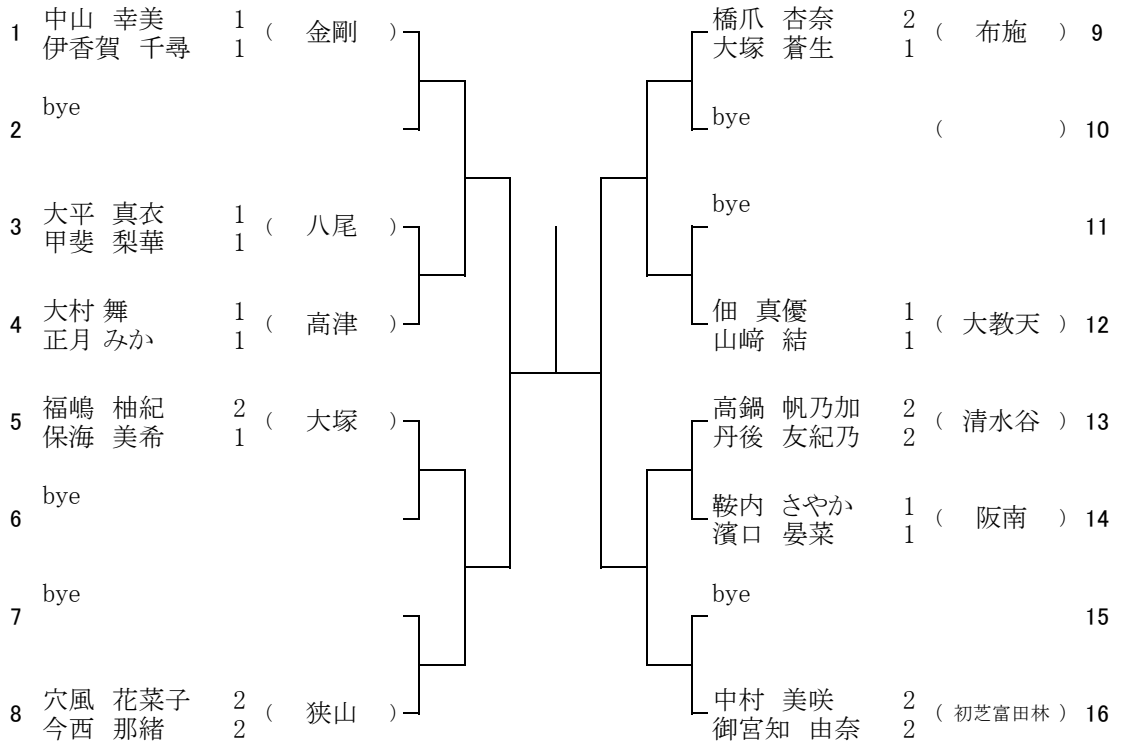 1 中山 幸美 1 ( 金剛 )
伊香賀 千尋 1
bye
2
3 大平 真衣 1 ( 八尾 )
甲斐 梨華 1
4 大村 舞 1 ( 高津 )
正月 みか 1
5 福嶋 柚紀 2 ( 大塚 )
保海 美希 1
bye
6
bye
7
8 穴風 花菜子 2 ( 狭山 )
今西 那緒 2
橋爪 杏奈 2 ( 布施 ) 9
大塚 蒼生 1
bye ( ) 10
bye
11
佃 真優 1 ( 大教天 ) 12
山﨑 結 1
高鍋 帆乃加 2 ( 清水谷 ) 13
丹後 友紀乃 2
鞍内 さやか 1 ( 阪南 ) 14
濱口 晏菜 1
bye
15
中村 美咲 2 ( 初芝富田林 ) 16
御宮知 由奈 2